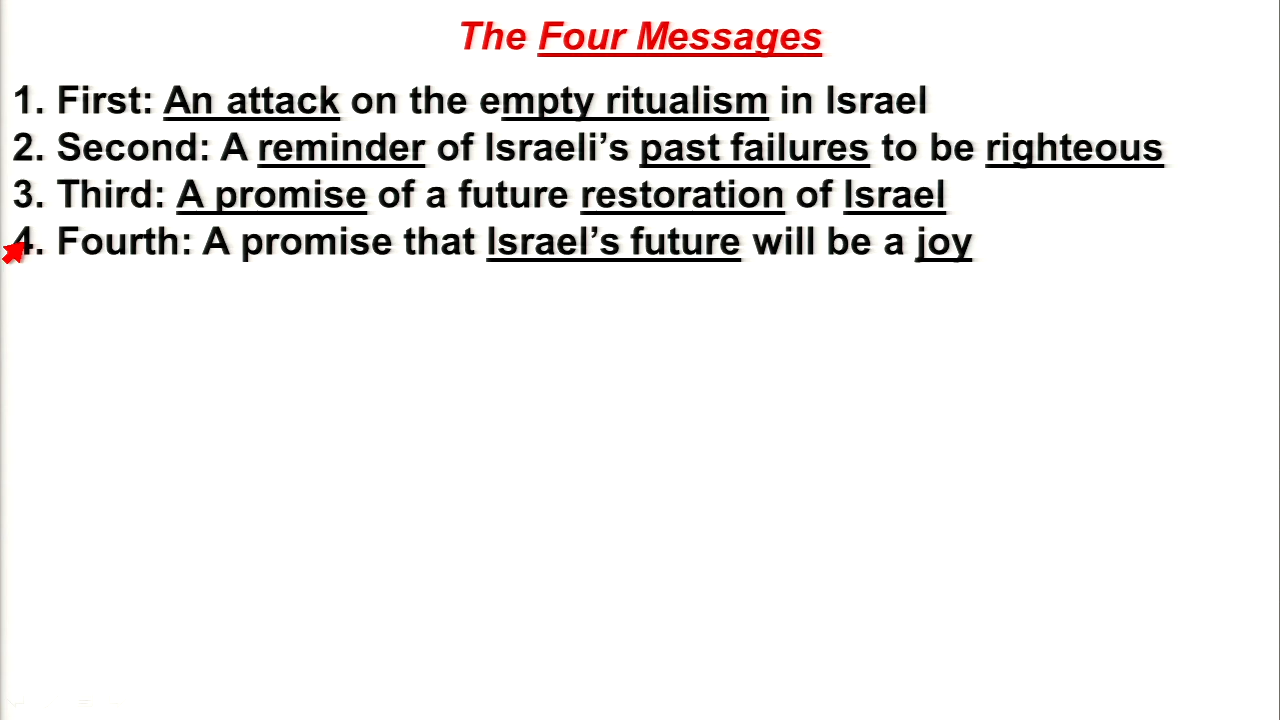 The Four Messages
1. First: An attack on the empty ritualism in Israel
2. Second: A reminder of Israeli’s past failures to be righteous
3. Third: A promise of a future restoration of Israel
4. Fourth: A promise that Israel’s future will be a joy